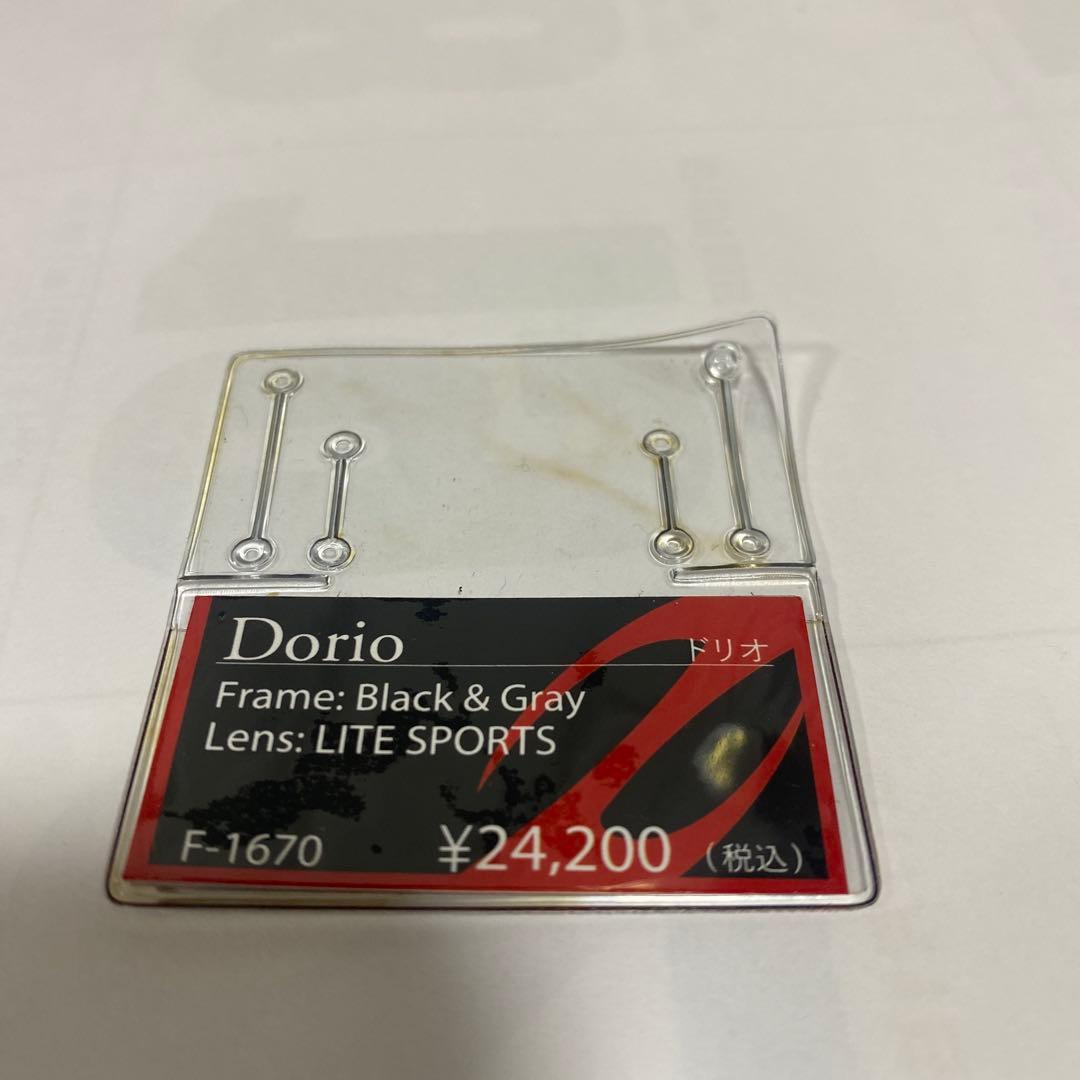 Dorio ドリオ
Frame: Black & Gray
Lens: LITE SPORTS
F-1670 ¥24,200 (税込)